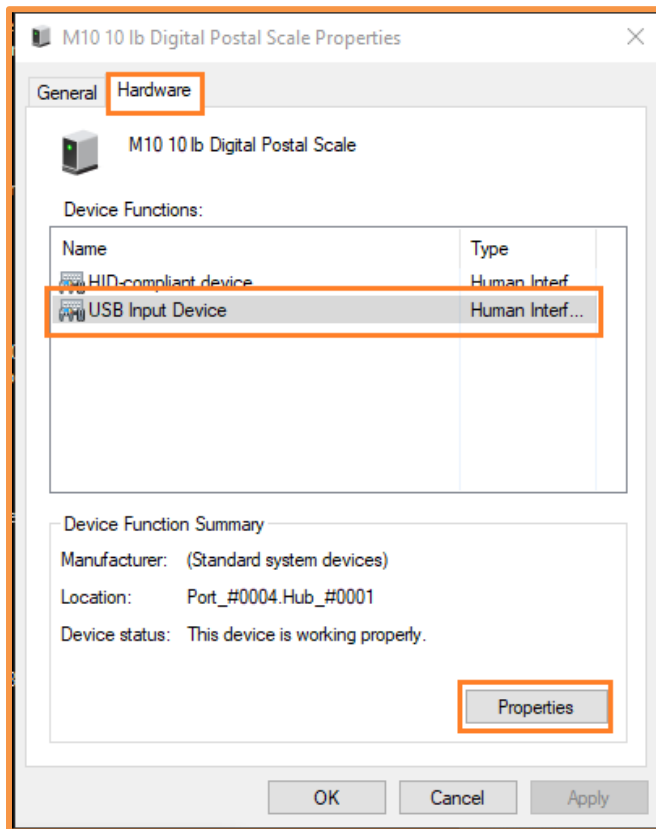 M10 10 lb Digital Postal Scale Properties
General Hardware
M10 10 lb Digital Postal Scale
Device Functions:
Name Type
HID-compliant device Human Interf...
USB Input Device Human Interf...
Device Function Summary
Manufacturer: (Standard system devices)
Location: Port_#0004.Hub_#0001
Device status: This device is working properly.
Properties
OK Cancel Apply